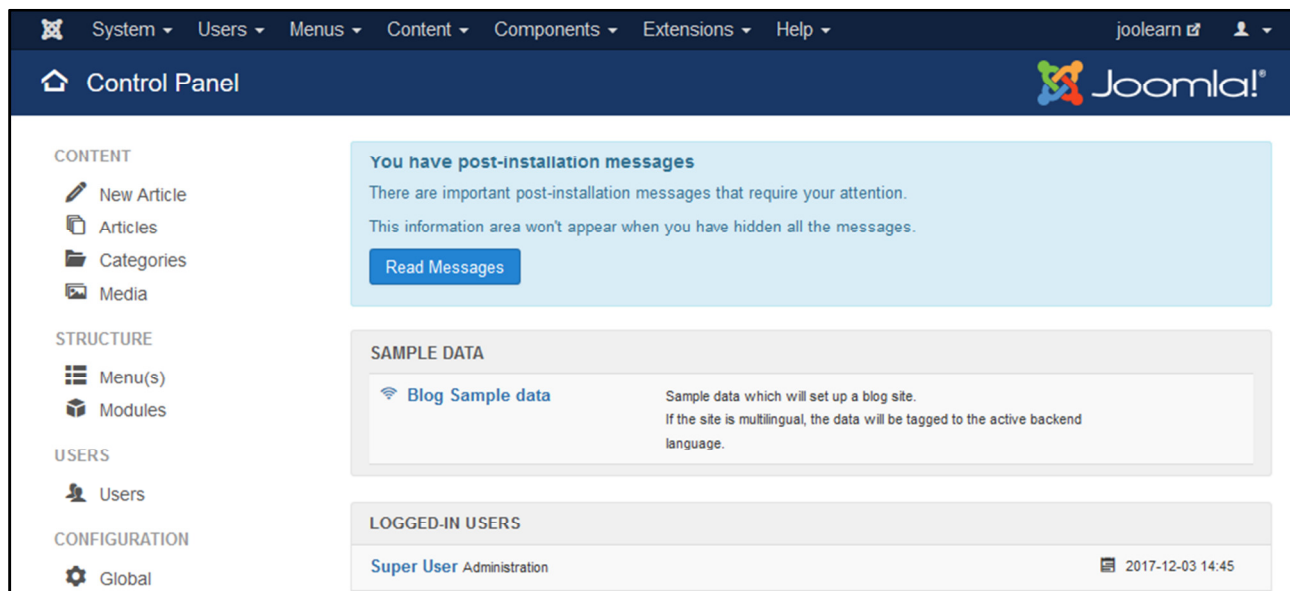 System Users Menus Content Components Extensions Help joolearn
Control Panel Joomla!®
CONTENT
New Article
Articles
Categories
Media
STRUCTURE
Menu(s)
Modules
USERS
Users
CONFIGURATION
Global
You have post-installation messages
There are important post-installation messages that require your attention.
This information area won't appear when you have hidden all the messages.
Read Messages
SAMPLE DATA
Blog Sample data
Sample data which will set up a blog site.
If the site is multilingual, the data will be tagged to the active backend
language.
LOGGED-IN USERS
Super User Administration 2017-12-03 14:45